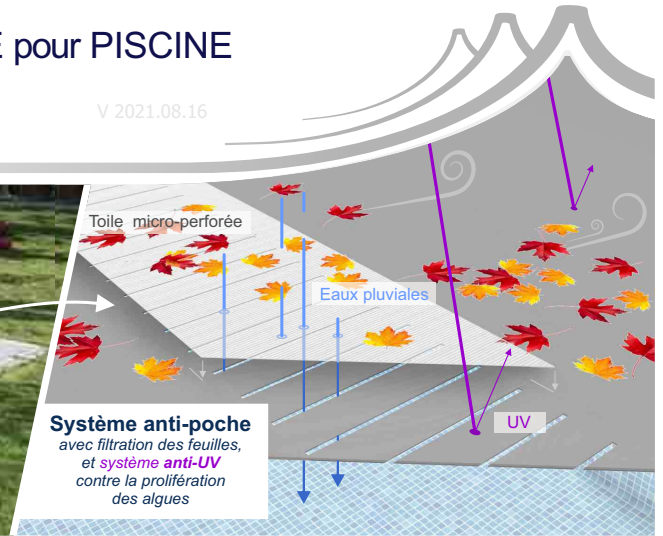 pour PISCINE
V 2021.08.16
Toile micro-perforée
Eaux pluviales
UV
Système anti-poche
avec filtration des feuilles,
et système anti-UV
contre la prolifération
des algues